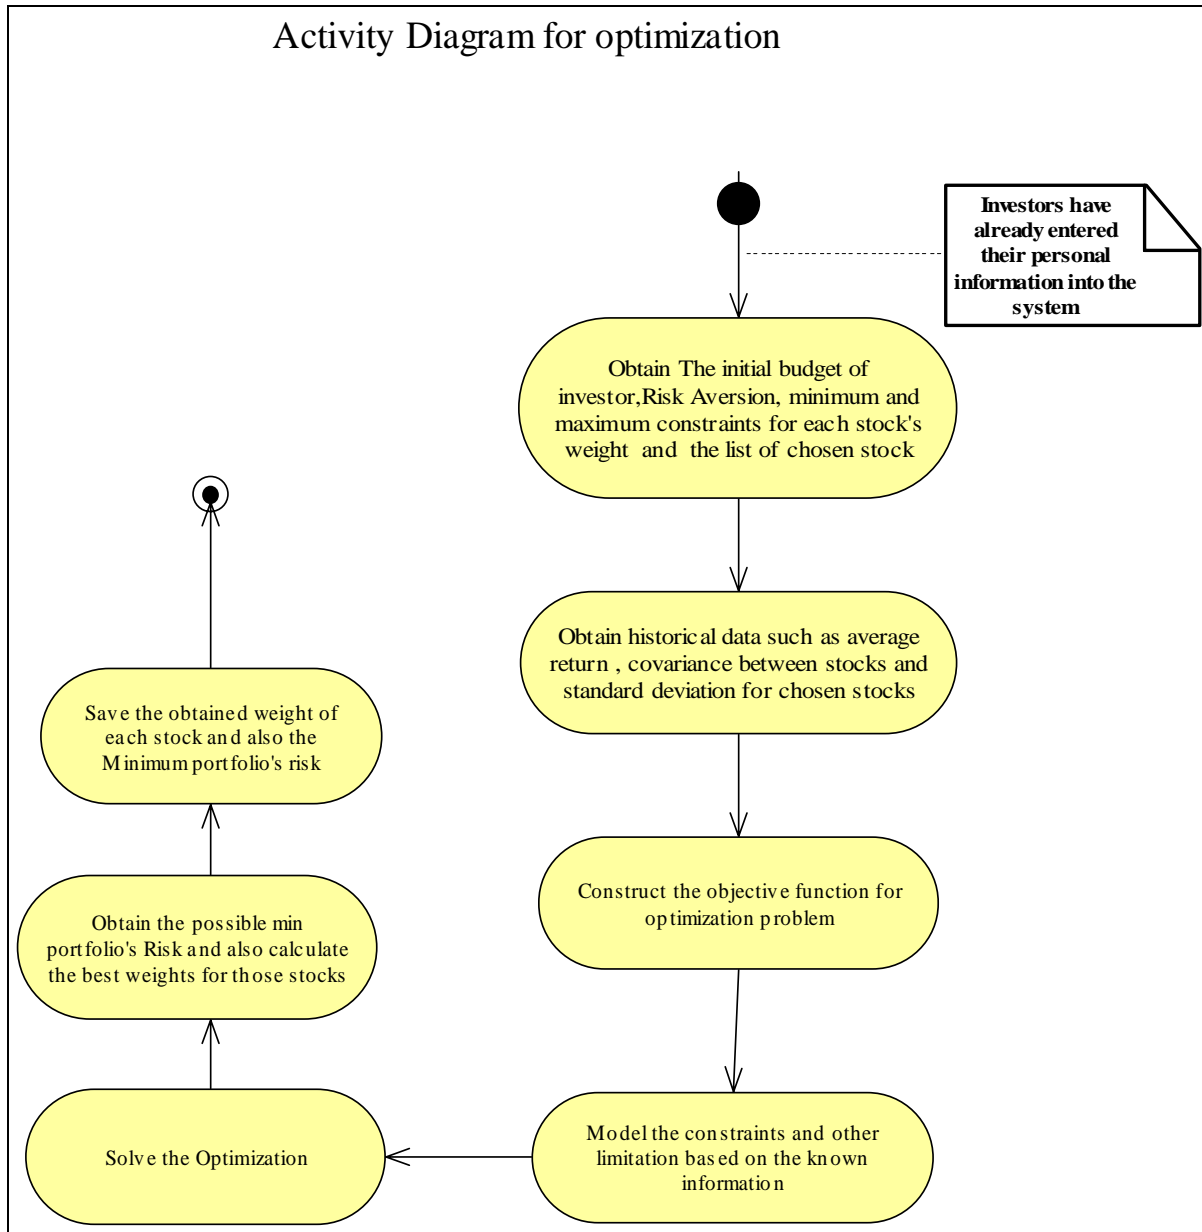 Activity Diagram for optimization
Investors have
already entered
their personal
information into the
system
Obtain The initial budget of
investor,Risk Aversion, minimum and
maximum constraints for each stock's
weight and the list of chosen stock
Obtain historical data such as average
return , covariance between stocks and
standard deviation for chosen stocks
Construct the objective function for
optimization problem
Model the constraints and other
limitation based on the known
information
Solve the Optimization
Obtain the possible min
portfolio's Risk and also calculate
the best weights for those stocks
Save the obtained weight of
each stock and also the
Minimum portfolio's risk